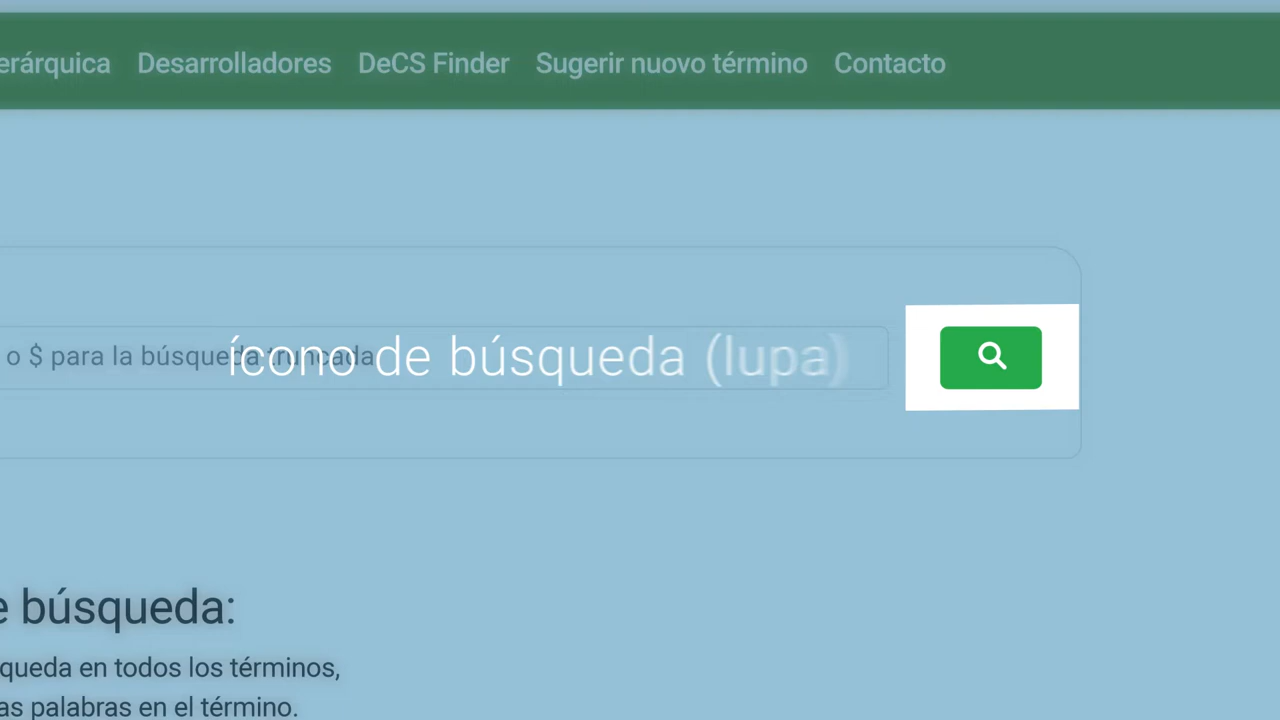 erárquica Desarrolladores DeCS Finder Sugerir nuovo término Contacto
o $ para la búsqueda truncada
ícono de búsqueda (lupa)
e búsqueda:
queda en todos los términos,
as palabras en el término.